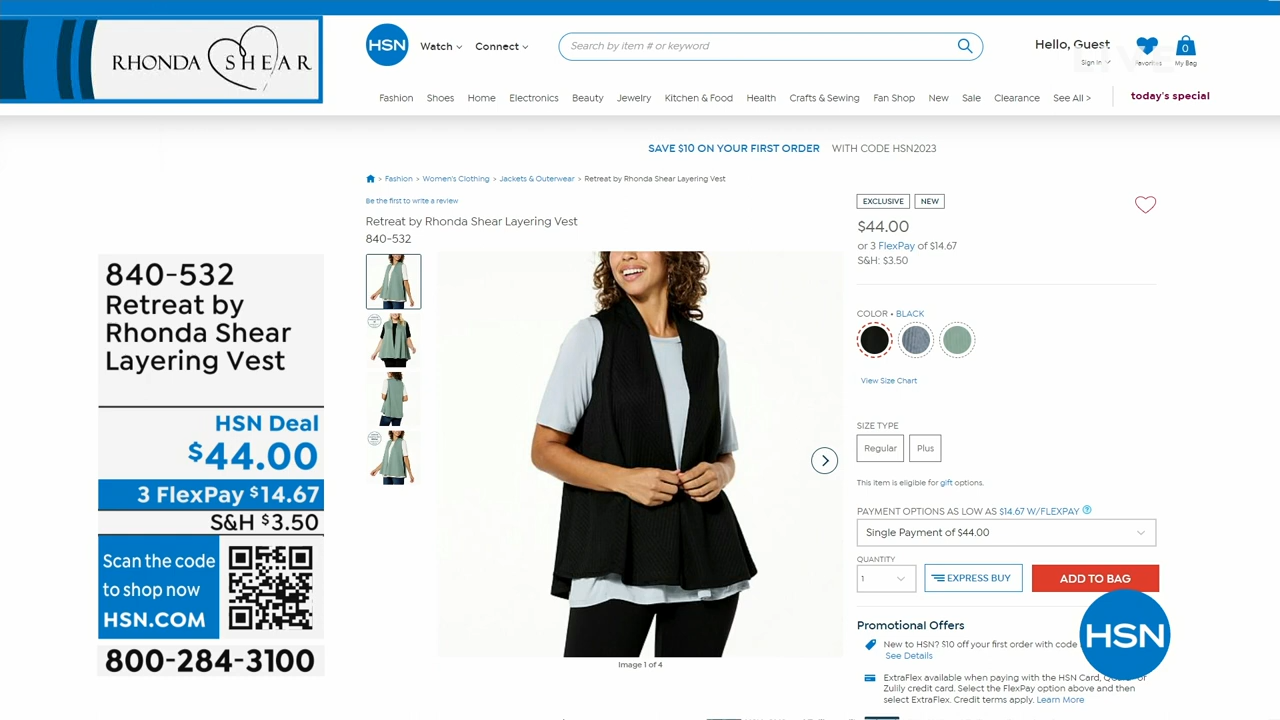 RHONDA SHEAR
HSN
Watch
Connect
Search by item # or keyword
Hello, Guest
Sign In
Favorites
0
My Bag
Fashion Shoes Home Electronics Beauty Jewelry Kitchen & Food Health Crafts & Sewing Fan Shop New Sale Clearance See All >
today's special
SAVE $10 ON YOUR FIRST ORDER WITH CODE HSN2023
> Fashion > Women's Clothing > Jackets & Outerwear > Retreat by Rhonda Shear Layering Vest
Be the first to write a review
Retreat by Rhonda Shear Layering Vest
840-532
EXCLUSIVE
NEW
$44.00
or 3 FlexPay of $14.67
S&H: $3.50
COLOR • BLACK
View Size Chart
SIZE TYPE
Regular
Plus
This item is eligible for gift options.
PAYMENT OPTIONS AS LOW AS $14.67 W/FLEXPAY
Single Payment of $44.00
QUANTITY
1
EXPRESS BUY
ADD TO BAG
Promotional Offers
New to HSN? $10 off your first order with code
See Details
ExtraFlex available when paying with the HSN Card, or
Zulily credit card. Select the FlexPay option above and then
select ExtraFlex. Credit terms apply. Learn More
Image 1 of 4
840-532
Retreat by
Rhonda Shear
Layering Vest
HSN Deal
$44.00
3 FlexPay $14.67
S&H $3.50
Scan the code
to shop now
HSN.COM
800-284-3100
HSN